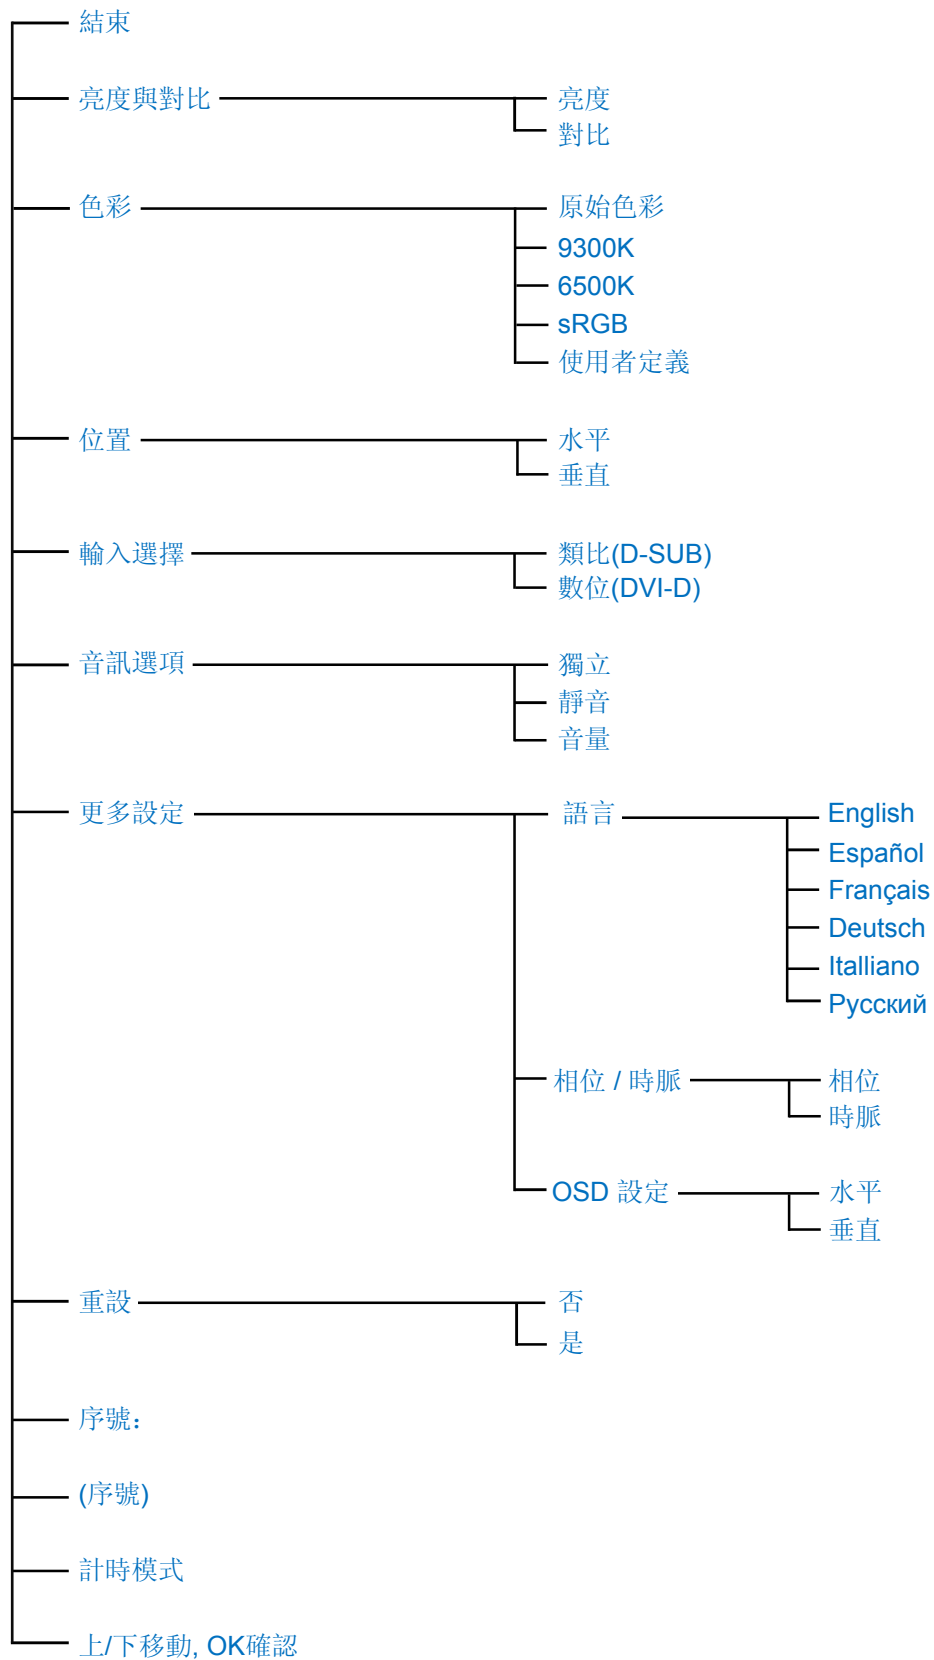 結束
亮度與對比 亮度
對比
色彩 原始色彩
9300K
6500K
sRGB
使用者定義
位置 水平
垂直
輸入選擇 類比(D-SUB)
數位(DVI-D)
音訊選項 獨立
靜音
音量
更多設定 語言 English
Español
Français
Deutsch
Italliano
Русский
相位 / 時脈 相位
時脈
OSD 設定 水平
垂直
重設 否
是
序號：
(序號)
計時模式
上/下移動, OK確認